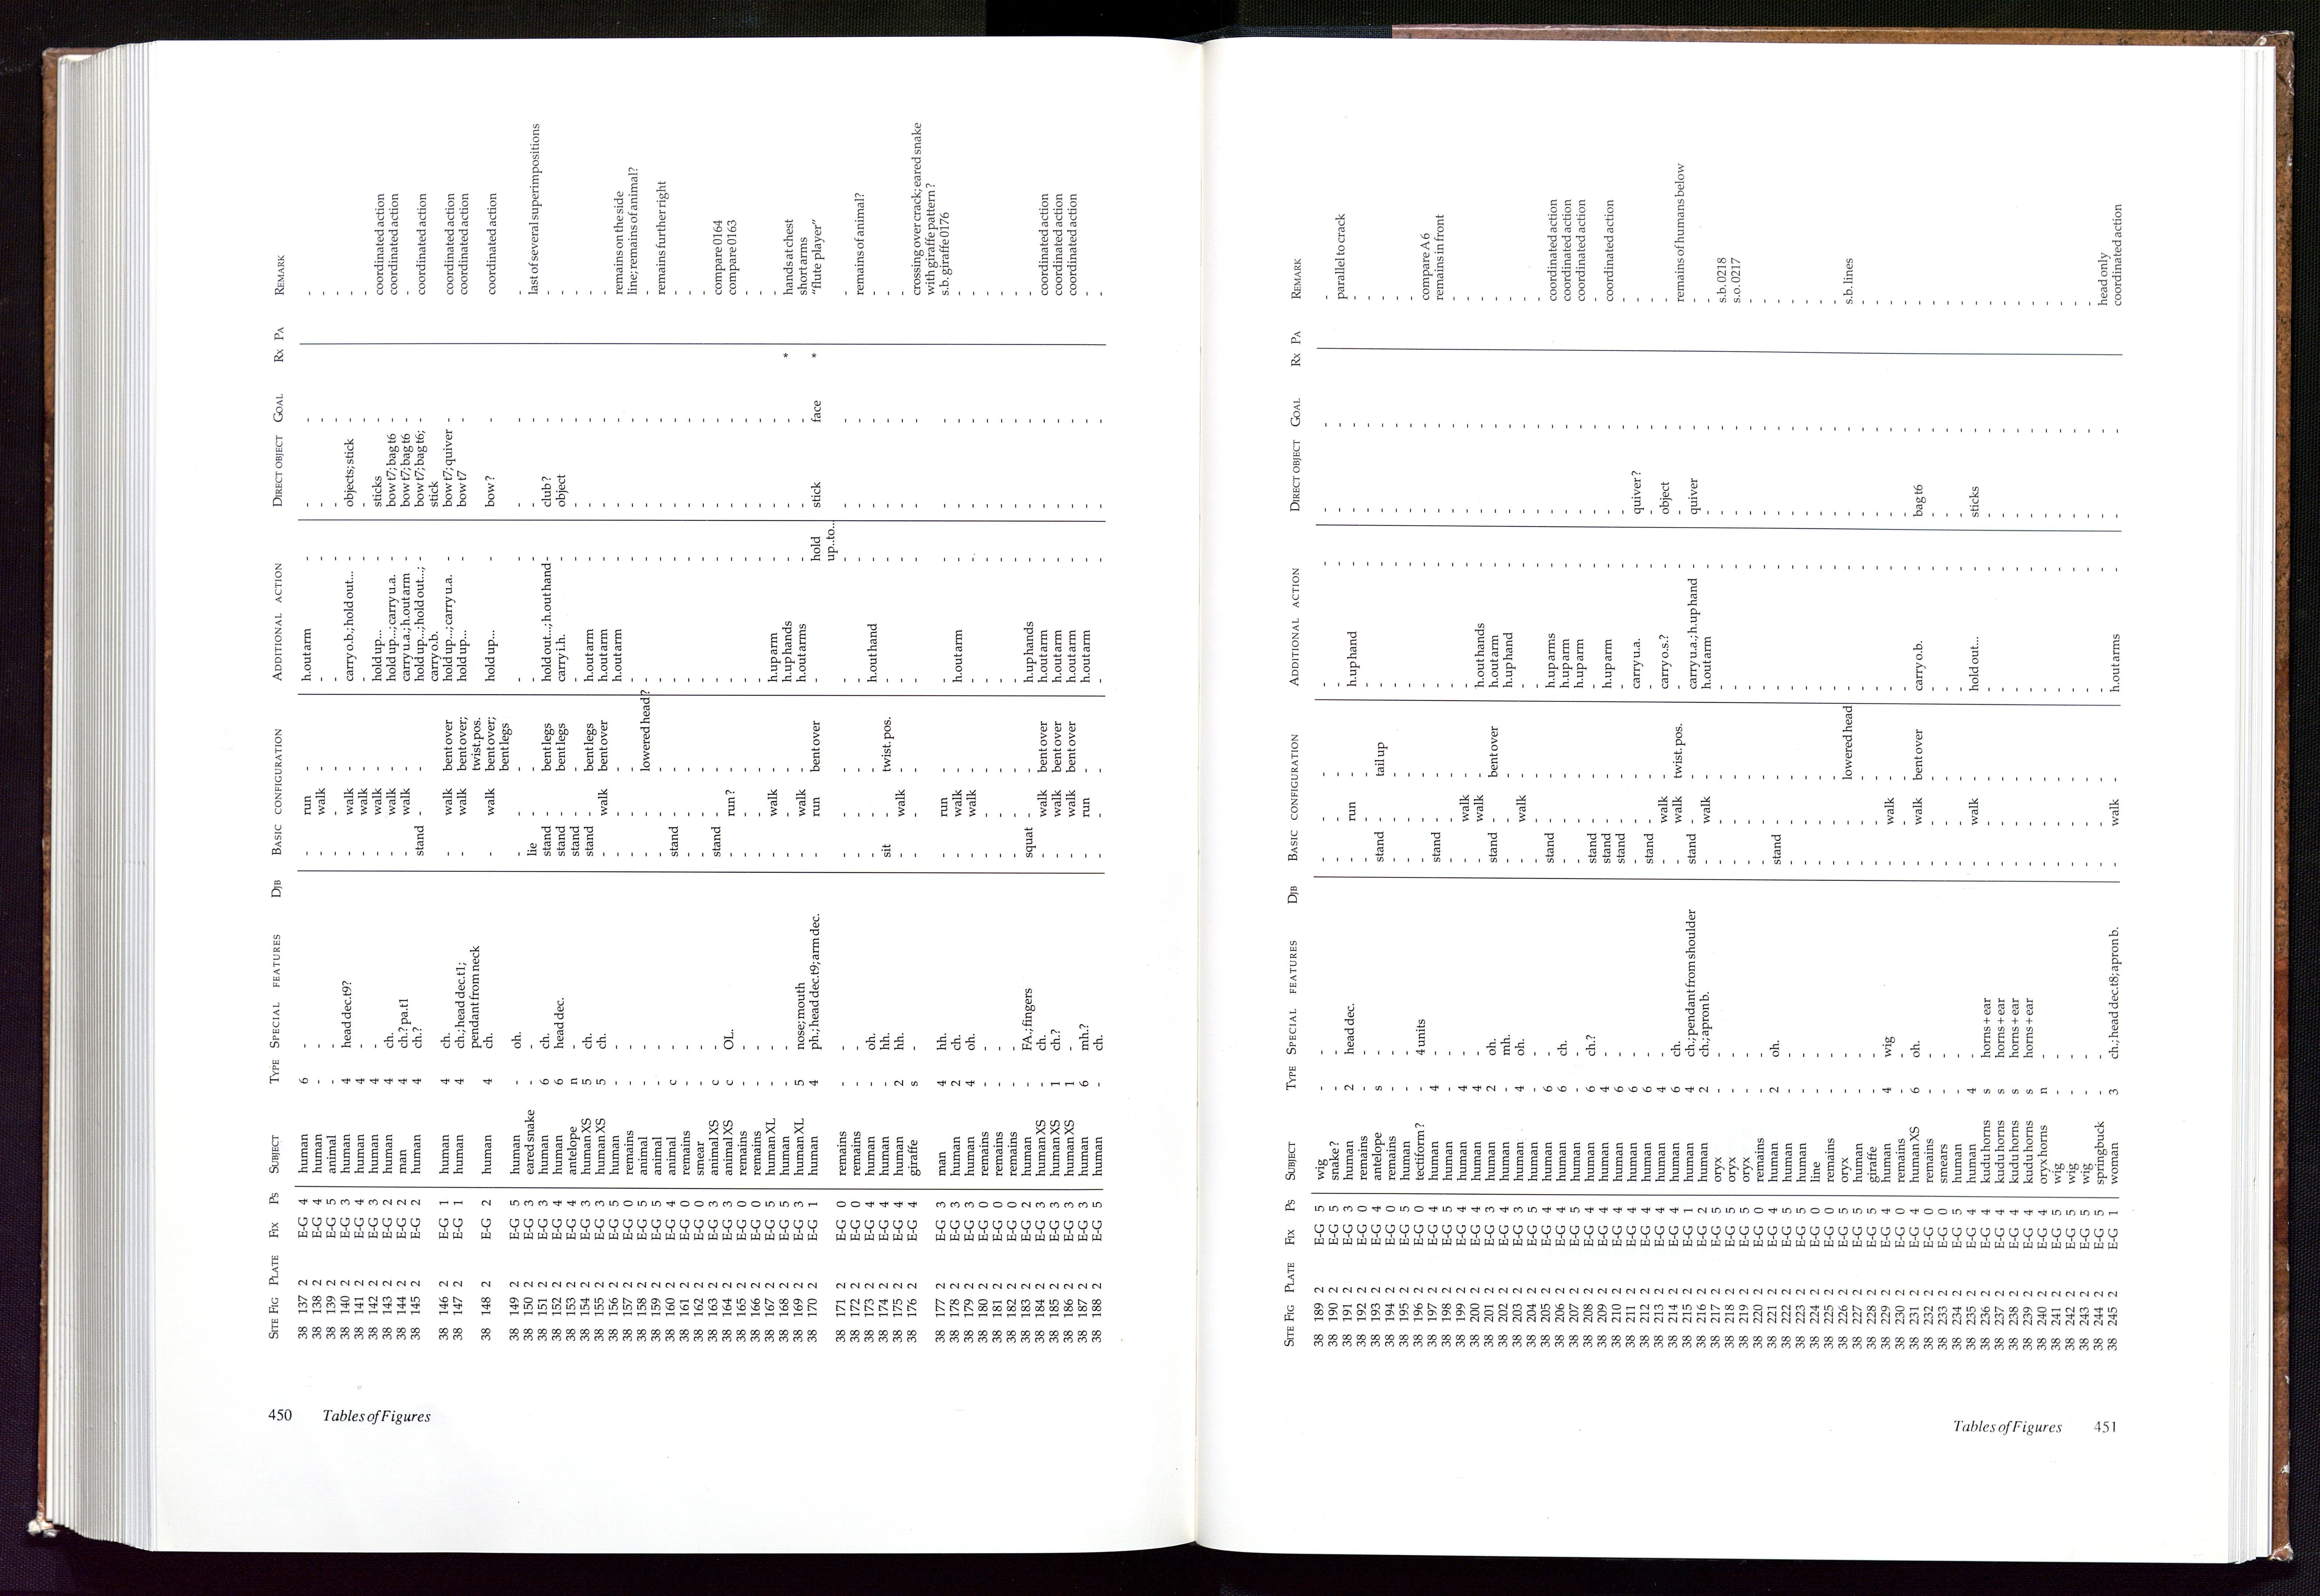 450 Tables of Figures
SITE FIG PLATE FIX PS SUBJECT TYPE SPECIAL FEATURES DJB BASIC CONFIGURATION ADDITIONAL ACTION DIRECT OBJECT GOAL RX PA REMARK
38 137 2 E-G 4 human 6 - - run - h.out arm - - - -
38 138 2 E-G 4 human - - - walk - - - - - -
38 139 2 E-G 5 animal - - - - - - - - - -
38 140 2 E-G 3 human 4 head dec.t9? - walk - carry o.b.; hold out... - objects; stick - -
38 141 2 E-G 4 human 4 - - walk - - - - - -
38 142 2 E-G 3 human 4 - - walk - hold up... - sticks - coordinated action
38 143 2 E-G 2 human 4 ch. - walk - hold up...; carry u.a. - bow t7; bag t6 - coordinated action
38 144 2 E-G 2 man 4 ch.? pa.t1 - walk - carry u.a.; h.out arm - bow t7; bag t6 - -
38 145 2 E-G 2 human 4 ch.? stand - - hold up...; hold out...; - bow t7; bag t6; - coordinated action
carry o.b. stick
38 146 2 E-G 1 human 4 ch. - walk bent over hold up...; carry u.a. - bow t7; quiver - coordinated action
38 147 2 E-G 1 human 4 ch.; head dec.t1; - walk bent over; hold up... - bow t7 - coordinated action
pendant from neck twist.pos.
38 148 2 E-G 2 human 4 ch. - walk bent over; hold up... - bow? - coordinated action
bent legs
38 149 2 E-G 5 human - oh. - - - - - - - -
38 150 2 E-G 3 eared snake - - lie - - - - - - last of several superimpositions
38 151 2 E-G 3 human 6 ch. stand - bent legs hold out...; h.out hand - club? - -
38 152 2 E-G 4 human 6 head dec. stand - bent legs carry i.h. - object - -
38 153 2 E-G 4 antelope n - stand - - - - - - -
38 154 2 E-G 3 human XS 5 ch. stand - bent legs h.out arm - - - -
38 155 2 E-G 3 human XS 5 ch. - walk bent over h.out arm - - - -
38 156 2 E-G 5 human - - - - - h.out arm - - - remains on the side
38 157 2 E-G 0 remains - - - - - - - - - line; remains of animal?
38 158 2 E-G 5 animal - - - - lowered head? - - - - -
38 159 2 E-G 5 animal - - - - - - - - - remains further right
38 160 2 E-G 4 animal c - stand - - - - - - -
38 161 2 E-G 0 remains - - - - - - - - - -
38 162 2 E-G 0 smear - - - - - - - - - -
38 163 2 E-G 3 animal XS c - stand - - - - - - compare 0164
38 164 2 E-G 3 animal XS c OL. - run? - - - - - compare 0163
38 165 2 E-G 0 remains - - - - - - - - - -
38 166 2 E-G 0 remains - - - - - - - - - -
38 167 2 E-G 5 human XL - - - walk - h.up arm - - - -
38 168 2 E-G 5 human - - - - - h.up hands - - - * hands at chest
38 169 2 E-G 3 human XL 5 nose; mouth - walk - h.out arms - - - short arms
38 170 2 E-G 1 human 4 ph.; head dec.t9; arm dec. - run bent over - hold stick face * "flute player"
up..to...
38 171 2 E-G 0 remains - - - - - - - - - -
38 172 2 E-G 0 remains - - - - - - - - - remains of animal?
38 173 2 E-G 4 human - oh. - - - h.out hand - - - -
38 174 2 E-G 4 human - hh. sit - twist. pos. - - - - -
38 175 2 E-G 4 human 2 hh. - walk - - - - - -
38 176 2 E-G 4 giraffe s - - - - - - - - crossing over crack; eared snake
with giraffe pattern?
38 177 2 E-G 3 man 4 hh. - run - - - - - s.b. giraffe 0176
38 178 2 E-G 3 human 2 ch. - walk - h.out arm - - - -
38 179 2 E-G 3 human 4 oh. - walk - - - - - -
38 180 2 E-G 0 remains - - - - - - - - - -
38 181 2 E-G 0 remains - - - - - - - - - -
38 182 2 E-G 0 remains - - - - - - - - - -
38 183 2 E-G 2 human - FA.; fingers squat - - h.up hands - - - -
38 184 2 E-G 3 human XS - ch. - walk bent over h.out arm - - - coordinated action
38 185 2 E-G 3 human XS 1 ch.? - walk bent over h.out arm - - - coordinated action
38 186 2 E-G 3 human XS 1 - - walk bent over h.out arm - - - coordinated action
38 187 2 E-G 3 human 6 mh.? - run - h.out arm - - - -
38 188 2 E-G 5 human - ch. - - - - - - - -
SITE FIG PLATE FIX PS SUBJECT TYPE SPECIAL FEATURES DJB BASIC CONFIGURATION ADDITIONAL ACTION DIRECT OBJECT GOAL RX PA REMARK
38 189 2 E-G 5 wig - - - - - - - - - -
38 190 2 E-G 5 snake? - - - - - - - - - parallel to crack
38 191 2 E-G 3 human 2 head dec. - run - h.up hand - - - -
38 192 2 E-G 0 remains - - - - - - - - - -
38 193 2 E-G 4 antelope s - stand - tail up - - - - -
38 194 2 E-G 0 remains - - - - - - - - - -
38 195 2 E-G 5 human - - - - - - - - - -
38 196 2 E-G 0 tectiform? - 4 units - - - - - - - compare A 6
38 197 2 E-G 4 human 4 - stand - - - - - - remains in front
38 198 2 E-G 5 human - - - - - - - - - -
38 199 2 E-G 4 human 4 - - walk - - - - - -
38 200 2 E-G 4 human 4 - - walk - h.out hands - - - -
38 201 2 E-G 3 human 2 oh. stand - bent over h.out arm - - - -
38 202 2 E-G 4 human - mh. - - - h.up hand - - - -
38 203 2 E-G 3 human 4 oh. - walk - - - - - -
38 204 2 E-G 5 human - - - - - - - - - -
38 205 2 E-G 4 human 6 - stand - - h.up arms - - - coordinated action
38 206 2 E-G 4 human 6 ch. - - - h.up arm - - - coordinated action
38 207 2 E-G 5 human - - - - - h.up arm - - - coordinated action
38 208 2 E-G 4 human 6 ch.? stand - - - - - - -
38 209 2 E-G 4 human 4 - stand - - h.up arm - - - coordinated action
38 210 2 E-G 4 human 6 - stand - - - - - - -
38 211 2 E-G 4 human 6 - - - - carry u.a. - quiver? - -
38 212 2 E-G 4 human 6 - stand - - - - - - -
38 213 2 E-G 4 human 4 - - walk - carry o.s.? - object - -
38 214 2 E-G 4 human 6 ch. - walk twist. pos. - - - - remains of humans below
38 215 2 E-G 1 human 4 ch.; pendant from shoulder stand - - carry u.a.; h.up hand - quiver - -
38 216 2 E-G 2 human 2 ch.; apron b. - walk - h.out arm - - - -
38 217 2 E-G 5 oryx - - - - - - - - - s.b. 0218
38 218 2 E-G 5 oryx - - - - - - - - - s.o. 0217
38 219 2 E-G 5 oryx - - - - - - - - - -
38 220 2 E-G 0 remains - - - - - - - - - -
38 221 2 E-G 4 human 2 oh. stand - - - - - - -
38 222 2 E-G 5 human - - - - - - - - - -
38 223 2 E-G 5 human - - - - - - - - - -
38 224 2 E-G 0 line - - - - - - - - - -
38 225 2 E-G 0 remains - - - - - - - - - -
38 226 2 E-G 5 oryx - - - - lowered head - - - - s.b. lines
38 227 2 E-G 5 human - - - - - - - - - -
38 228 2 E-G 5 giraffe - - - - - - - - - -
38 229 2 E-G 4 human 4 wig - walk - - - - - -
38 230 2 E-G 0 remains - - - - - - - - - -
38 231 2 E-G 4 human XS 6 oh. - walk bent over carry o.b. - bag t6 - -
38 232 2 E-G 0 remains - - - - - - - - - -
38 233 2 E-G 0 smears - - - - - - - - - -
38 234 2 E-G 5 human - - - - - - - - - -
38 235 2 E-G 4 human 4 - - walk - hold out... - sticks - -
38 236 2 E-G 4 kudu horns s horns + ear - - - - - - - -
38 237 2 E-G 4 kudu horns s horns + ear - - - - - - - -
38 238 2 E-G 4 kudu horns s horns + ear - - - - - - - -
38 239 2 E-G 4 kudu horns s horns + ear - - - - - - - -
38 240 2 E-G 4 oryx horns n - - - - - - - - -
38 241 2 E-G 5 wig - - - - - - - - - -
38 242 2 E-G 5 wig - - - - - - - - - -
38 243 2 E-G 5 wig - - - - - - - - - -
38 244 2 E-G 5 springbuck - - - - - - - - - head only
38 245 2 E-G 1 woman 3 ch.; head dec.t8; apron b. - walk - h.out arms - - - coordinated action
Tables of Figures 451